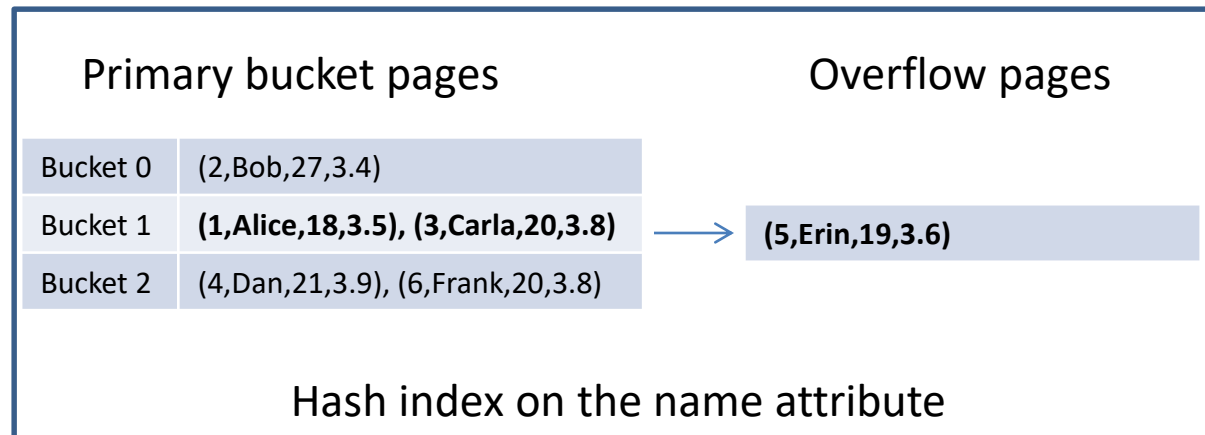 Primary bucket pages
Overflow pages
Bucket 0 (2,Bob,27,3.4)
Bucket 1 (1,Alice,18,3.5), (3,Carla,20,3.8)
(5,Erin,19,3.6)
Bucket 2 (4,Dan,21,3.9), (6,Frank,20,3.8)
Hash index on the name attribute